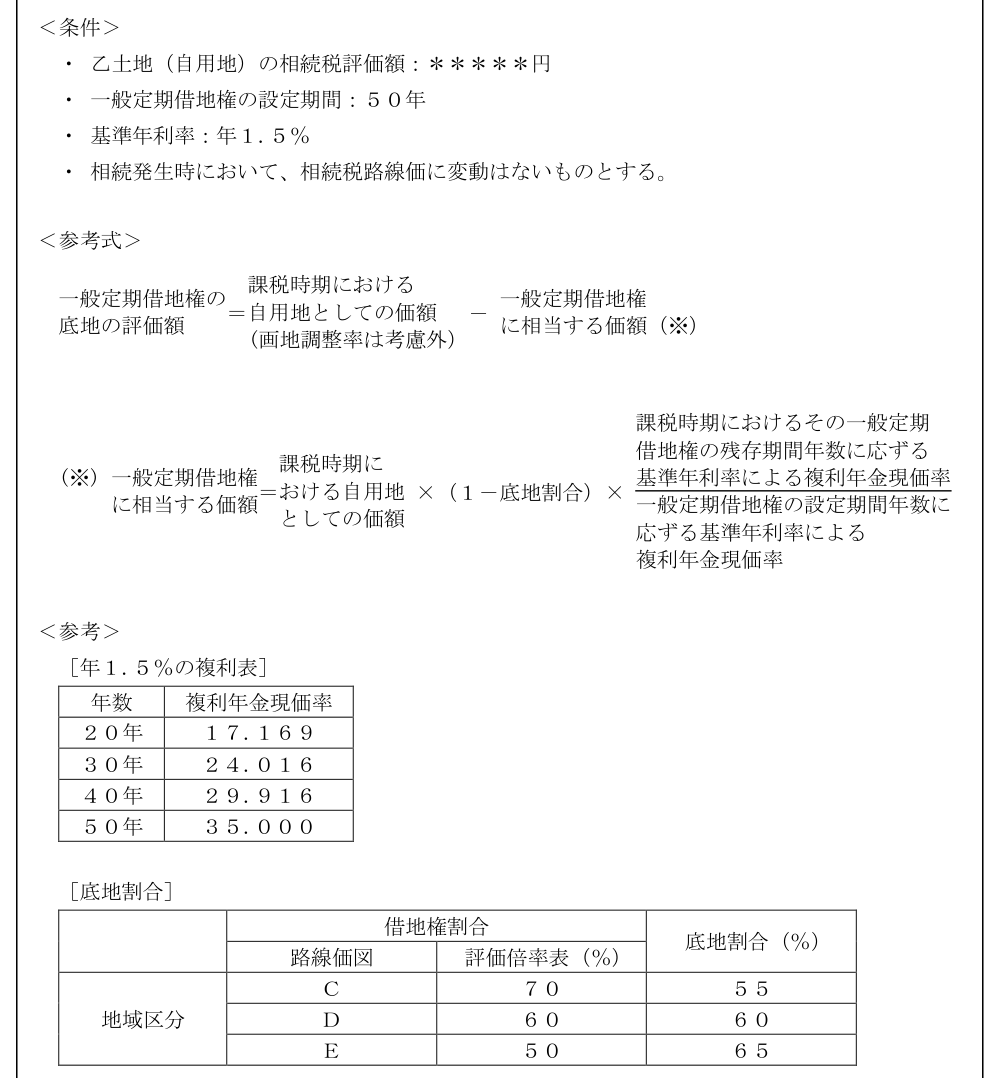 ＜条件＞
・ 乙土地（自用地）の相続税評価額：＊＊＊＊＊円
・ 一般定期借地権の設定期間：５０年
・ 基準年利率：年１．５％
・ 相続発生時において、相続税路線価に変動はないものとする。
＜参考式＞
一般定期借地権の
底地の評価額
＝
課税時期における
自用地としての価額
（画地調整率は考慮外）
－
一般定期借地権
に相当する価額（※）
（※）一般定期借地権
に相当する価額
＝
課税時期に
おける自用地
としての価額
×（１－底地割合）×
課税時期におけるその一般定期
借地権の残存期間年数に応ずる
基準年利率による複利年金現価率
一般定期借地権の設定期間年数に
応ずる基準年利率による
複利年金現価率
＜参考＞
［年１．５％の複利表］
年数 複利年金現価率
２０年 １７．１６９
３０年 ２４．０１６
４０年 ２９．９１６
５０年 ３５．０００
［底地割合］
借地権割合 底地割合（％）
路線価図 評価倍率表（％）
地域区分
Ｃ ７０ ５５
Ｄ ６０ ６０
Ｅ ５０ ６５